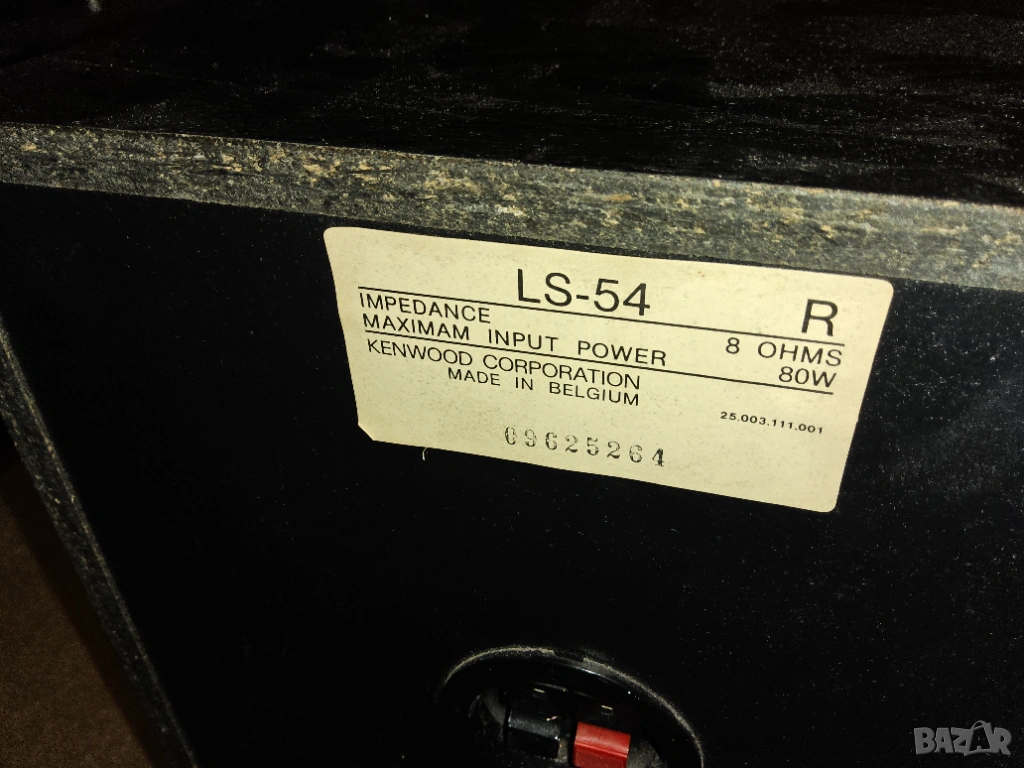 LS-54 R
IMPEDANCE 8 OHMS
MAXIMAM INPUT POWER 80W
KENWOOD CORPORATION
MADE IN BELGIUM
25.003.111.001
09625264
BAZAR